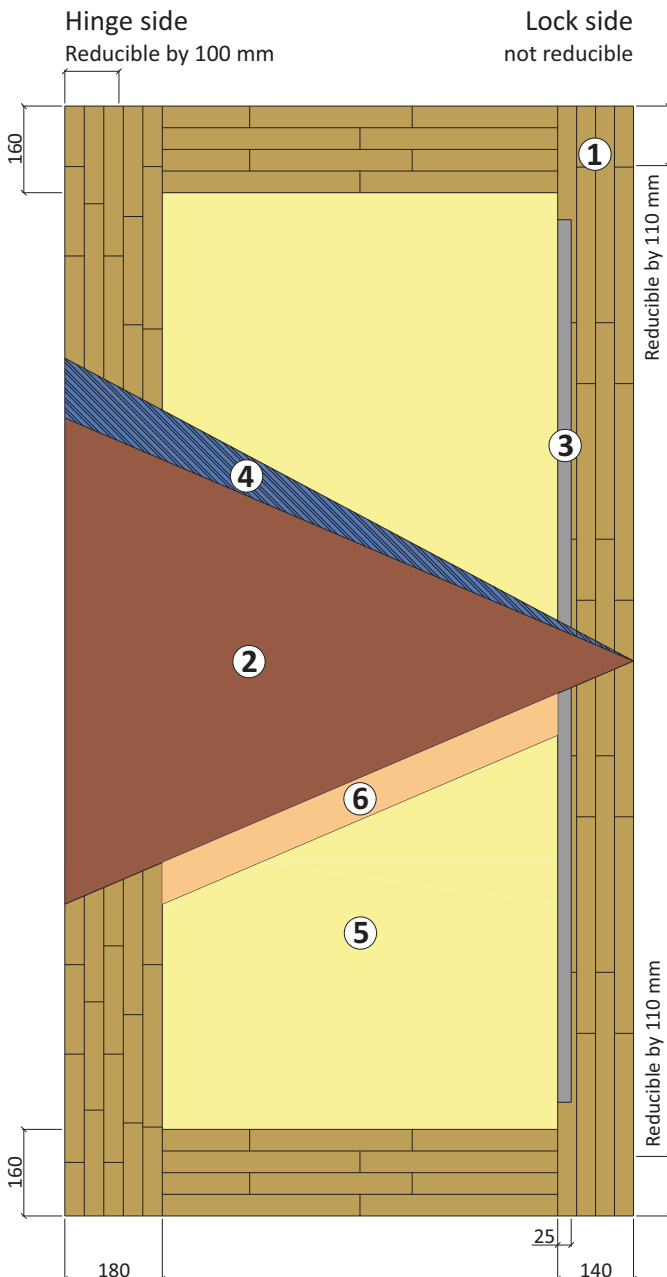 Hinge side
Reducible by 100 mm
Lock side
not reducible
160
1
Reducible by 110 mm
3
4
2
6
5
Reducible by 110 mm
160
25
180
140